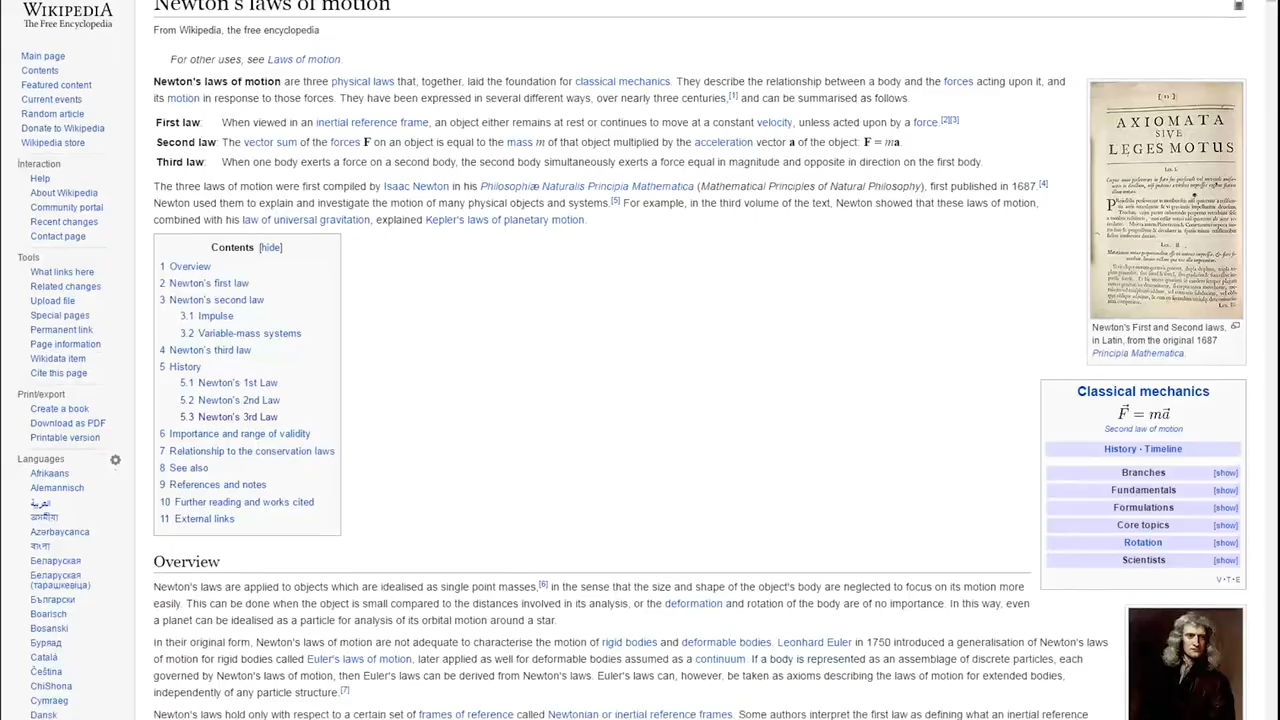 Newton's laws of motion
WIKIPEDIA
The Free Encyclopedia
Main page
Contents
Featured content
Current events
Random article
Donate to Wikipedia
Wikipedia store
Interaction
Help
About Wikipedia
Community portal
Recent changes
Contact page
Tools
What links here
Related changes
Upload file
Special pages
Permanent link
Page information
Wikidata item
Cite this page
Print/export
Create a book
Download as PDF
Printable version
Languages
Afrikaans
Alemannisch
العربية
অসমীয়া
Azərbaycanca
বাংলা
Беларуская
Беларуская
(тарашкевіца)
Български
Boarisch
Bosanski
Буряад
Català
Čeština
ChiShona
Cymraeg
Dansk
From Wikipedia, the free encyclopedia
For other uses, see Laws of motion.
Newton's laws of motion are three physical laws that, together, laid the foundation for classical mechanics. They describe the relationship between a body and the forces acting upon it, and
its motion in response to those forces. They have been expressed in several different ways, over nearly three centuries,[1] and can be summarised as follows.
First law: When viewed in an inertial reference frame, an object either remains at rest or continues to move at a constant velocity, unless acted upon by a force.[2][3]
Second law: The vector sum of the forces F on an object is equal to the mass m of that object multiplied by the acceleration vector a of the object: F = ma.
Third law: When one body exerts a force on a second body, the second body simultaneously exerts a force equal in magnitude and opposite in direction on the first body.
The three laws of motion were first compiled by Isaac Newton in his Philosophiæ Naturalis Principia Mathematica (Mathematical Principles of Natural Philosophy), first published in 1687.[4]
Newton used them to explain and investigate the motion of many physical objects and systems.[5] For example, in the third volume of the text, Newton showed that these laws of motion,
combined with his law of universal gravitation, explained Kepler's laws of planetary motion.
Contents [hide]
1 Overview
2 Newton's first law
3 Newton's second law
3.1 Impulse
3.2 Variable-mass systems
4 Newton's third law
5 History
5.1 Newton's 1st Law
5.2 Newton's 2nd Law
5.3 Newton's 3rd Law
6 Importance and range of validity
7 Relationship to the conservation laws
8 See also
9 References and notes
10 Further reading and works cited
11 External links
AXIOMATA
SIVE
LEGES MOTUS
Newton's First and Second laws,
in Latin, from the original 1687
Principia Mathematica.
Classical mechanics
F = ma
Second law of motion
History · Timeline
Branches [show]
Fundamentals [show]
Formulations [show]
Core topics [show]
Rotation [show]
Scientists [show]
V · T · E
Overview
Newton's laws are applied to objects which are idealised as single point masses,[6] in the sense that the size and shape of the object's body are neglected to focus on its motion more
easily. This can be done when the object is small compared to the distances involved in its analysis, or the deformation and rotation of the body are of no importance. In this way, even
a planet can be idealised as a particle for analysis of its orbital motion around a star.
In their original form, Newton's laws of motion are not adequate to characterise the motion of rigid bodies and deformable bodies. Leonhard Euler in 1750 introduced a generalisation of Newton's laws
of motion for rigid bodies called Euler's laws of motion, later applied as well for deformable bodies assumed as a continuum. If a body is represented as an assemblage of discrete particles, each
governed by Newton's laws of motion, then Euler's laws can be derived from Newton's laws. Euler's laws can, however, be taken as axioms describing the laws of motion for extended bodies,
independently of any particle structure.[7]
Newton's laws hold only with respect to a certain set of frames of reference called Newtonian or inertial reference frames. Some authors interpret the first law as defining what an inertial reference